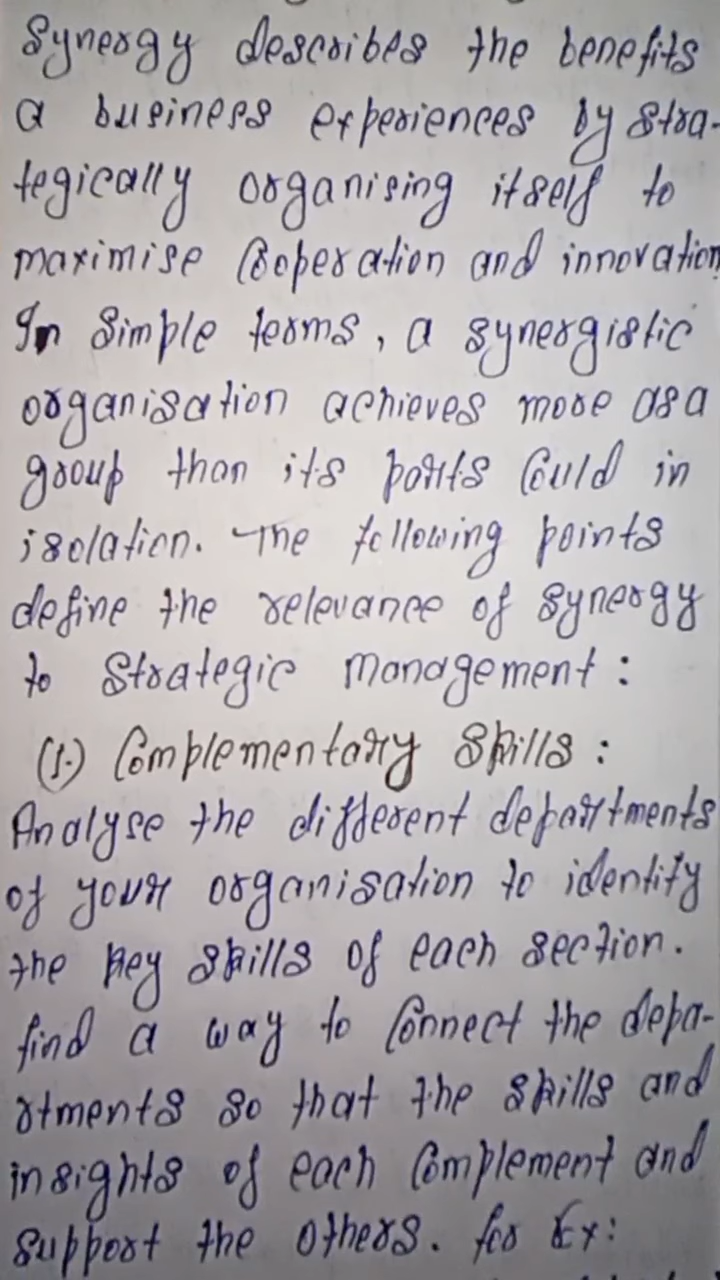 Synergy describes the benefits
a business experiences by stra-
tegically organising itself to
maximise Cooperation and innovation
In Simple terms, a synergistic
organisation achieves more as a
group than its parts Could in
isolation. The following points
define the relevance of synergy
to Strategic management :
(1.) Complementary Skills :
Analyse the different departments
of your organisation to identify
the key skills of each section.
find a way to Connect the depa-
rtments so that the skills and
insights of each Complement and
support the others. for Ex: